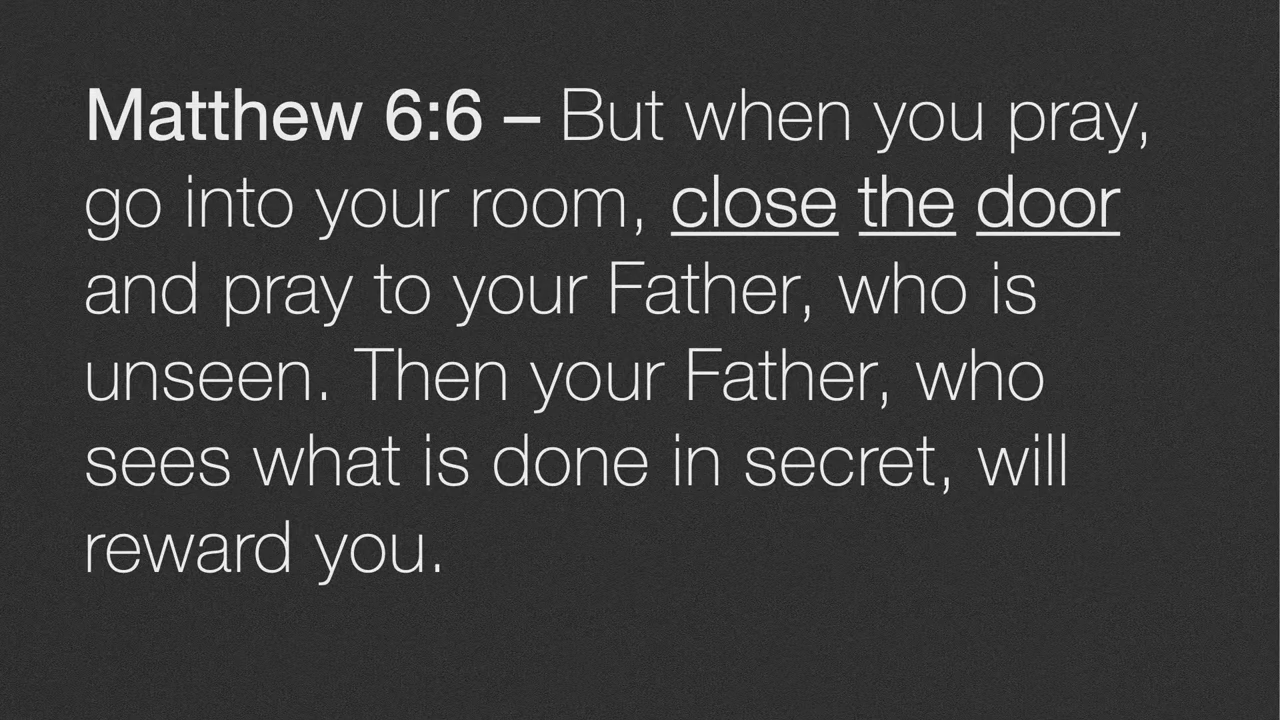 Matthew 6:6 – But when you pray,
go into your room, close the door
and pray to your Father, who is
unseen. Then your Father, who
sees what is done in secret, will
reward you.